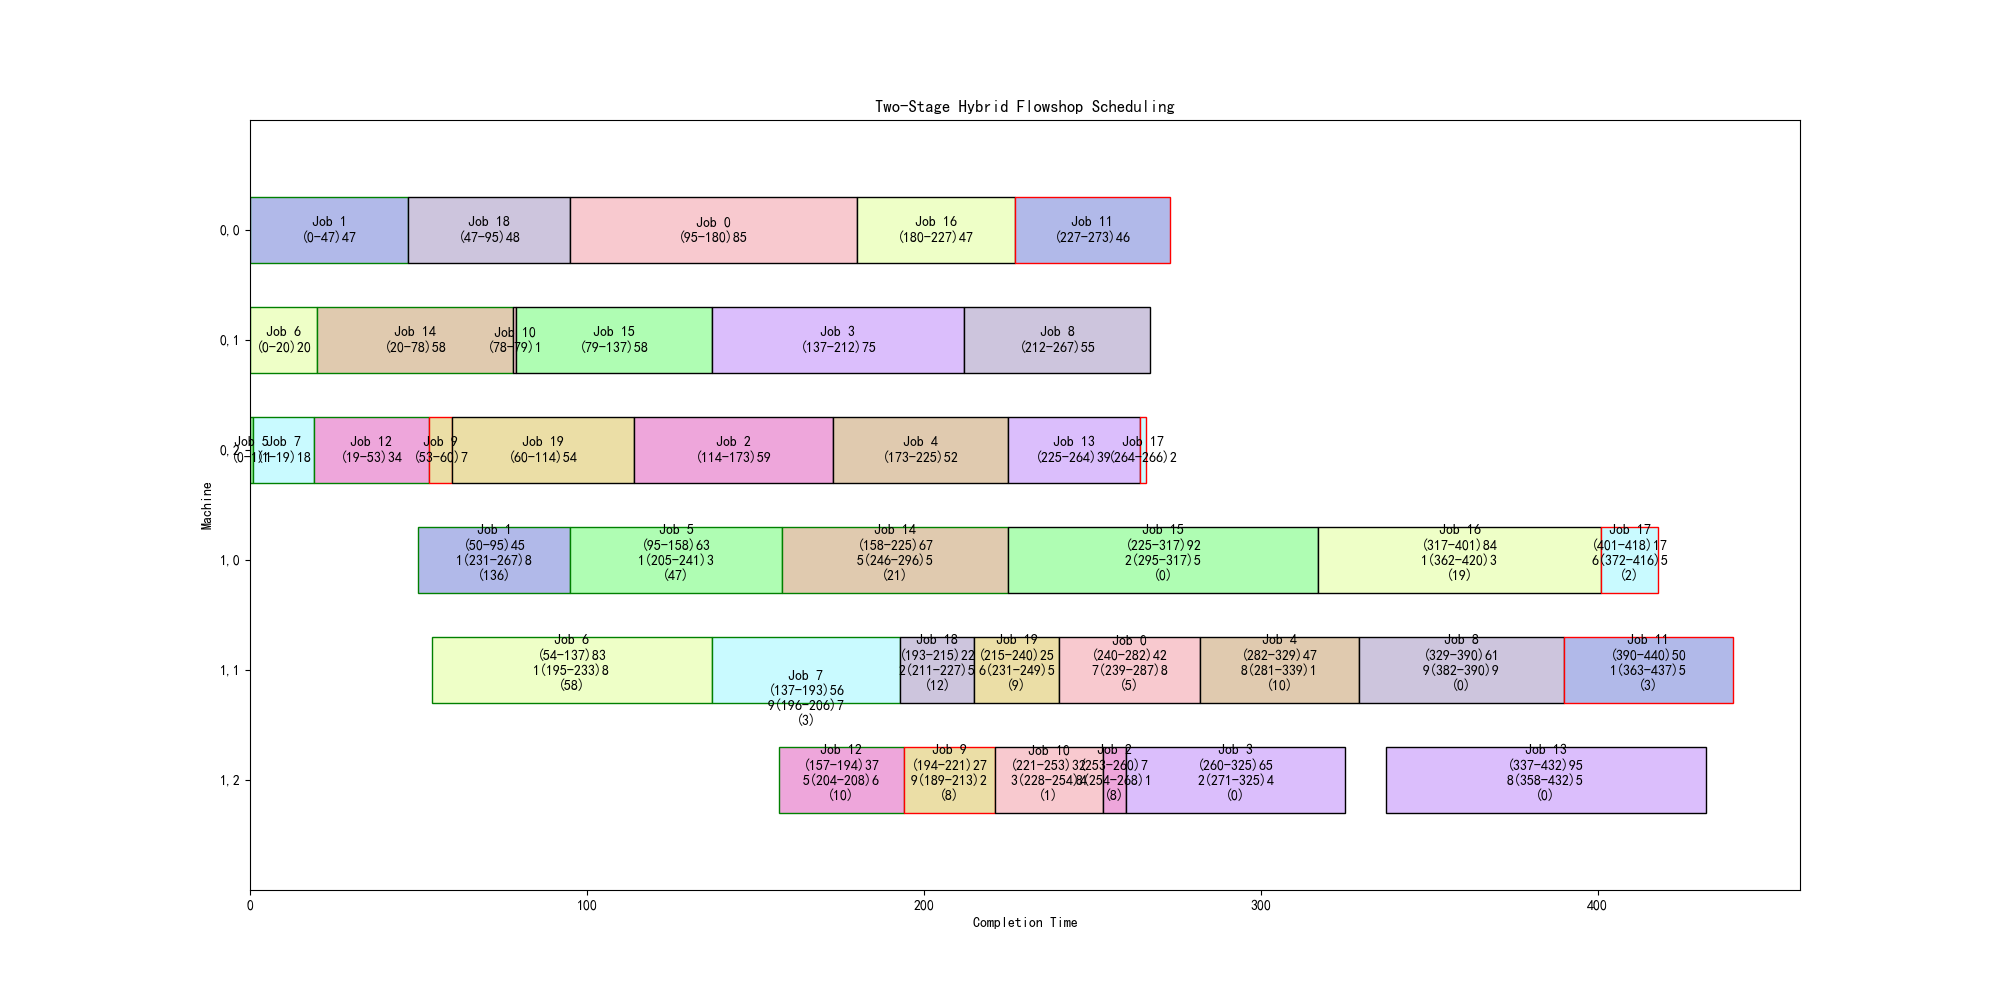 Two-Stage Hybrid Flowshop Scheduling
Machine
0,0
Job 1
(0-47)47
Job 18
(47-95)48
Job 0
(95-180)85
Job 16
(180-227)47
Job 11
(227-273)46
0,1
Job 6
(0-20)20
Job 14
(20-78)58
Job 10
(78-79)1
Job 15
(79-137)58
Job 3
(137-212)75
Job 8
(212-267)55
0,2
Job 5
(0-1)1
Job 7
(1-19)18
Job 12
(19-53)34
Job 9
(53-60)7
Job 19
(60-114)54
Job 2
(114-173)59
Job 4
(173-225)52
Job 13
(225-264)39
Job 17
(264-266)2
1,0
Job 1
(50-95)45
1(231-267)8
(136)
Job 5
(95-158)63
1(205-241)3
(47)
Job 14
(158-225)67
5(246-296)5
(21)
Job 15
(225-317)92
2(295-317)5
(0)
Job 16
(317-401)84
1(362-420)3
(19)
Job 17
(401-418)17
6(372-416)5
(2)
1,1
Job 6
(54-137)83
1(195-233)8
(58)
Job 7
(137-193)56
9(196-206)7
(3)
Job 18
(193-215)22
2(211-227)5
(12)
Job 19
(215-240)25
6(231-249)5
(9)
Job 0
(240-282)42
7(239-287)8
(5)
Job 4
(282-329)47
8(281-339)1
(10)
Job 8
(329-390)61
9(382-390)9
(0)
Job 11
(390-440)50
1(363-437)5
(3)
1,2
Job 12
(157-194)37
5(204-208)6
(10)
Job 9
(194-221)27
9(189-213)2
(8)
Job 10
(221-253)32
3(228-254)
(1)
Job 2
(253-260)7
(254-268)1
(8)
Job 3
(260-325)65
2(271-325)4
(0)
Job 13
(337-432)95
8(358-432)5
(0)
0
100
200
300
400
Completion Time